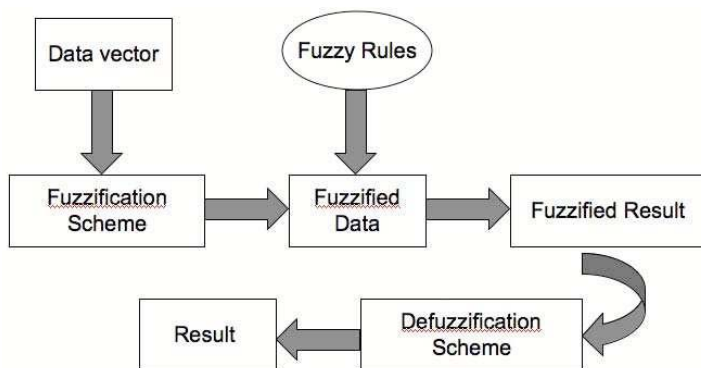 Data vector
Fuzzy Rules
Fuzzification
Scheme
Fuzzified
Data
Fuzzified Result
Result
Defuzzification
Scheme